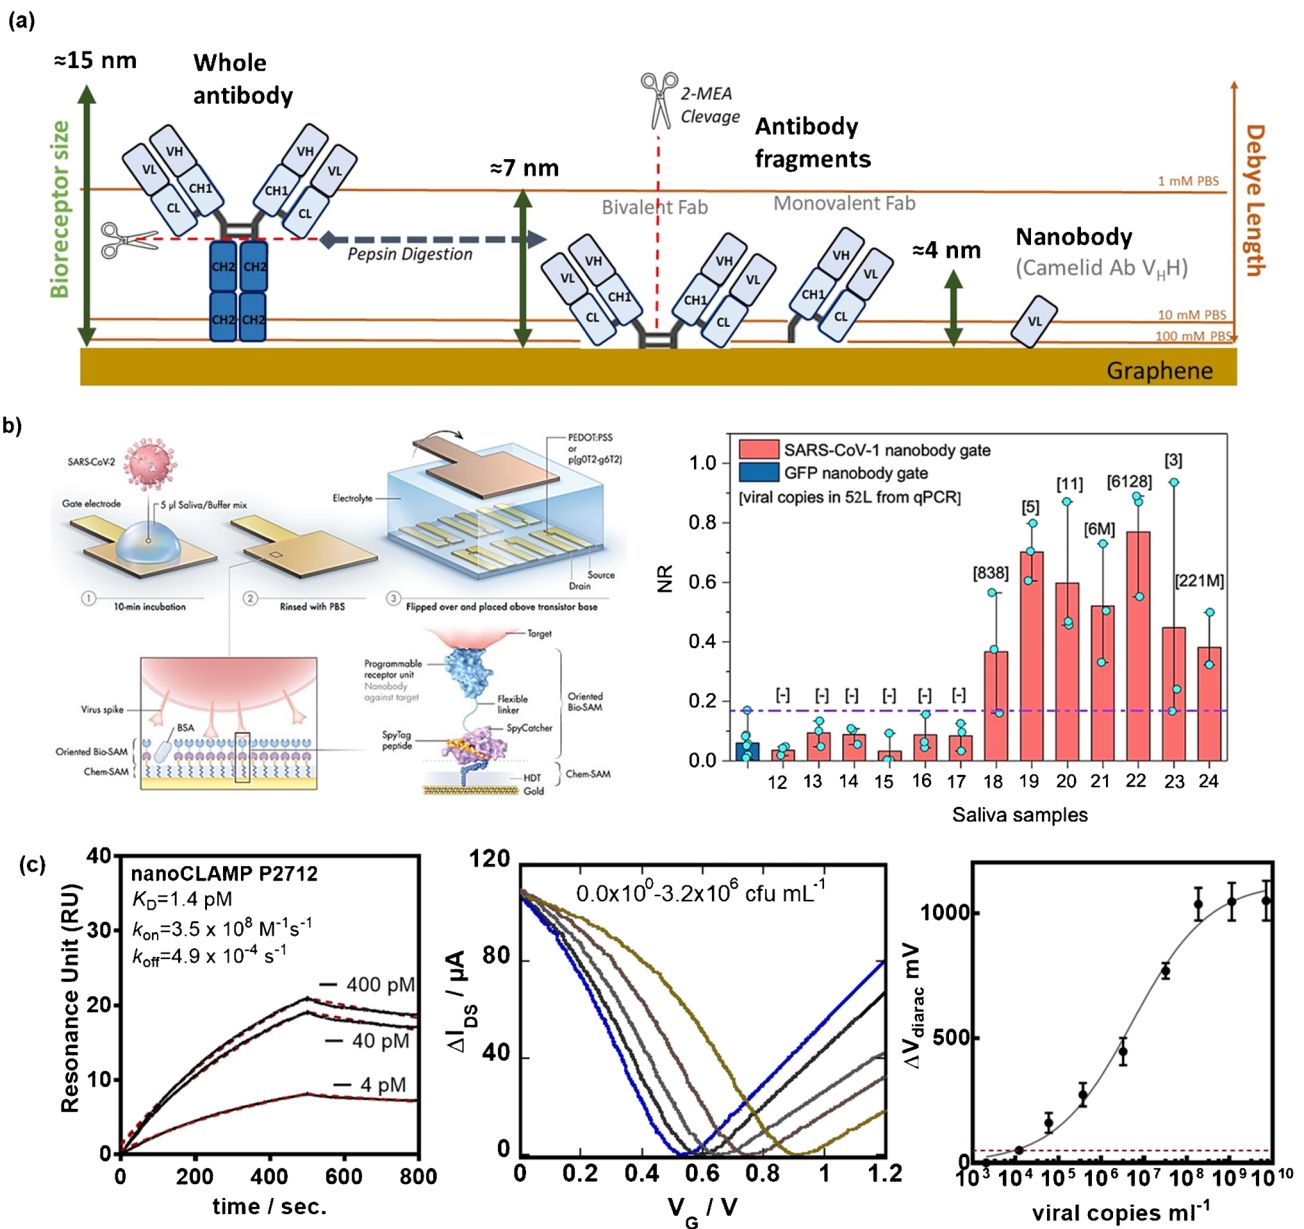 (a)
≈15 nm
Whole
antibody
2-MEA
Clevage
Antibody
fragments
Bioreceptor size
VH
VL
CH1
CL
VH
VL
CH1
CL
CH2
CH2
CH2
CH2
Pepsin Digestion
≈7 nm
Bivalent Fab
Monovalent Fab
VH
VL
CH1
CL
VH
VL
CH1
CL
VH
VL
CH1
CL
≈4 nm
Nanobody
(Camelid Ab VHH)
VL
1 mM PBS
10 mM PBS
100 mM PBS
Debye Length
Graphene
b)
SARS-CoV-2
Gate electrode
5 µl Saliva/Buffer mix
Electrolyte
PEDOT:PSS
or
p(g0T2-g6T2)
Source
Drain
1
10-min incubation
2
Rinsed with PBS
3
Flipped over and placed above transistor base
Virus spike
BSA
Oriented Bio-SAM
Chem-SAM
Target
Programmable
receptor unit
Nanobody
against target
Flexible
linker
SpyCatcher
SpyTag
peptide
Oriented
Bio-SAM
HDT
Chem-SAM
Gold
SARS-CoV-1 nanobody gate
GFP nanobody gate
[viral copies in 52L from qPCR]
NR
1.0
0.8
0.6
0.4
0.2
0.0
[-]
[-]
[-]
[-]
[-]
[-]
[838]
[5]
[11]
[6M]
[6128]
[3]
[221M]
12
13
14
15
16
17
18
19
20
21
22
23
24
Saliva samples
(c)
nanoCLAMP P2712
KD=1.4 pM
kon=3.5 x 10⁸ M⁻¹s⁻¹
koff=4.9 x 10⁻⁴ s⁻¹
400 pM
40 pM
4 pM
Resonance Unit (RU)
40
30
20
10
0
0
200
400
600
800
time / sec.
0.0x10⁰-3.2x10⁶ cfu mL⁻¹
ΔIDS / µA
120
80
40
0
0
0.2
0.4
0.6
0.8
1
1.2
VG / V
ΔVdiarac mV
1000
500
0
10³
10⁴
10⁵
10⁶
10⁷
10⁸
10⁹
10¹⁰
viral copies ml⁻¹